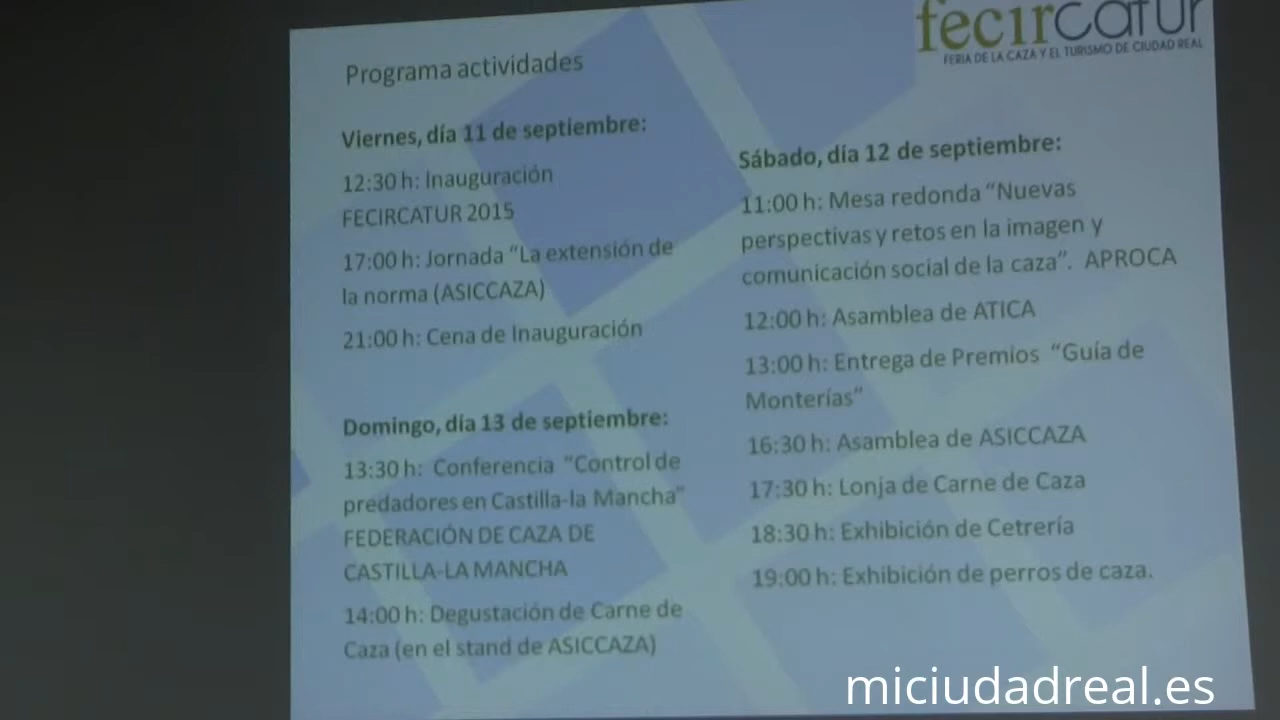 fecircatur
FERIA DE LA CAZA Y EL TURISMO DE CIUDAD REAL
Programa actividades
Viernes, día 11 de septiembre:
12:30 h: Inauguración
FECIRCATUR 2015
17:00 h: Jornada “La extensión de
la norma (ASICCAZA)
21:00 h: Cena de Inauguración
Domingo, día 13 de septiembre:
13:30 h: Conferencia “Control de
predadores en Castilla-la Mancha”
FEDERACIÓN DE CAZA DE
CASTILLA-LA MANCHA
14:00 h: Degustación de Carne de
Caza (en el stand de ASICCAZA)
Sábado, día 12 de septiembre:
11:00 h: Mesa redonda “Nuevas
perspectivas y retos en la imagen y
comunicación social de la caza”. APROCA
12:00 h: Asamblea de ATICA
13:00 h: Entrega de Premios “Guía de
Monterías”
16:30 h: Asamblea de ASICCAZA
17:30 h: Lonja de Carne de Caza
18:30 h: Exhibición de Cetrería
19:00 h: Exhibición de perros de caza.
miciudadreal.es